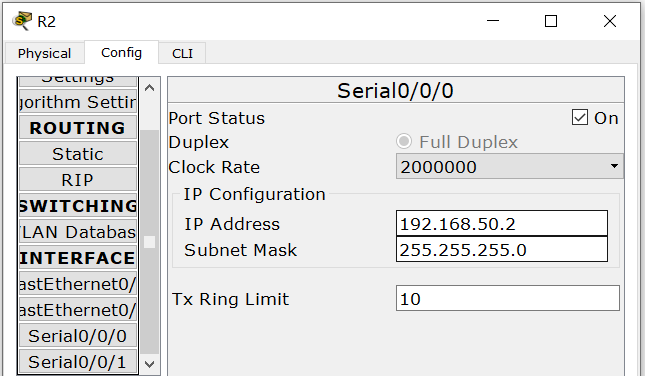 R2
Physical
Config
CLI
Settings
gorithm Settin
ROUTING
Static
RIP
SWITCHING
LAN Databas
INTERFACE
astEthernet0/
astEthernet0/
Serial0/0/0
Serial0/0/1
Serial0/0/0
Port Status
On
Duplex
Full Duplex
Clock Rate
2000000
IP Configuration
IP Address
192.168.50.2
Subnet Mask
255.255.255.0
Tx Ring Limit
10